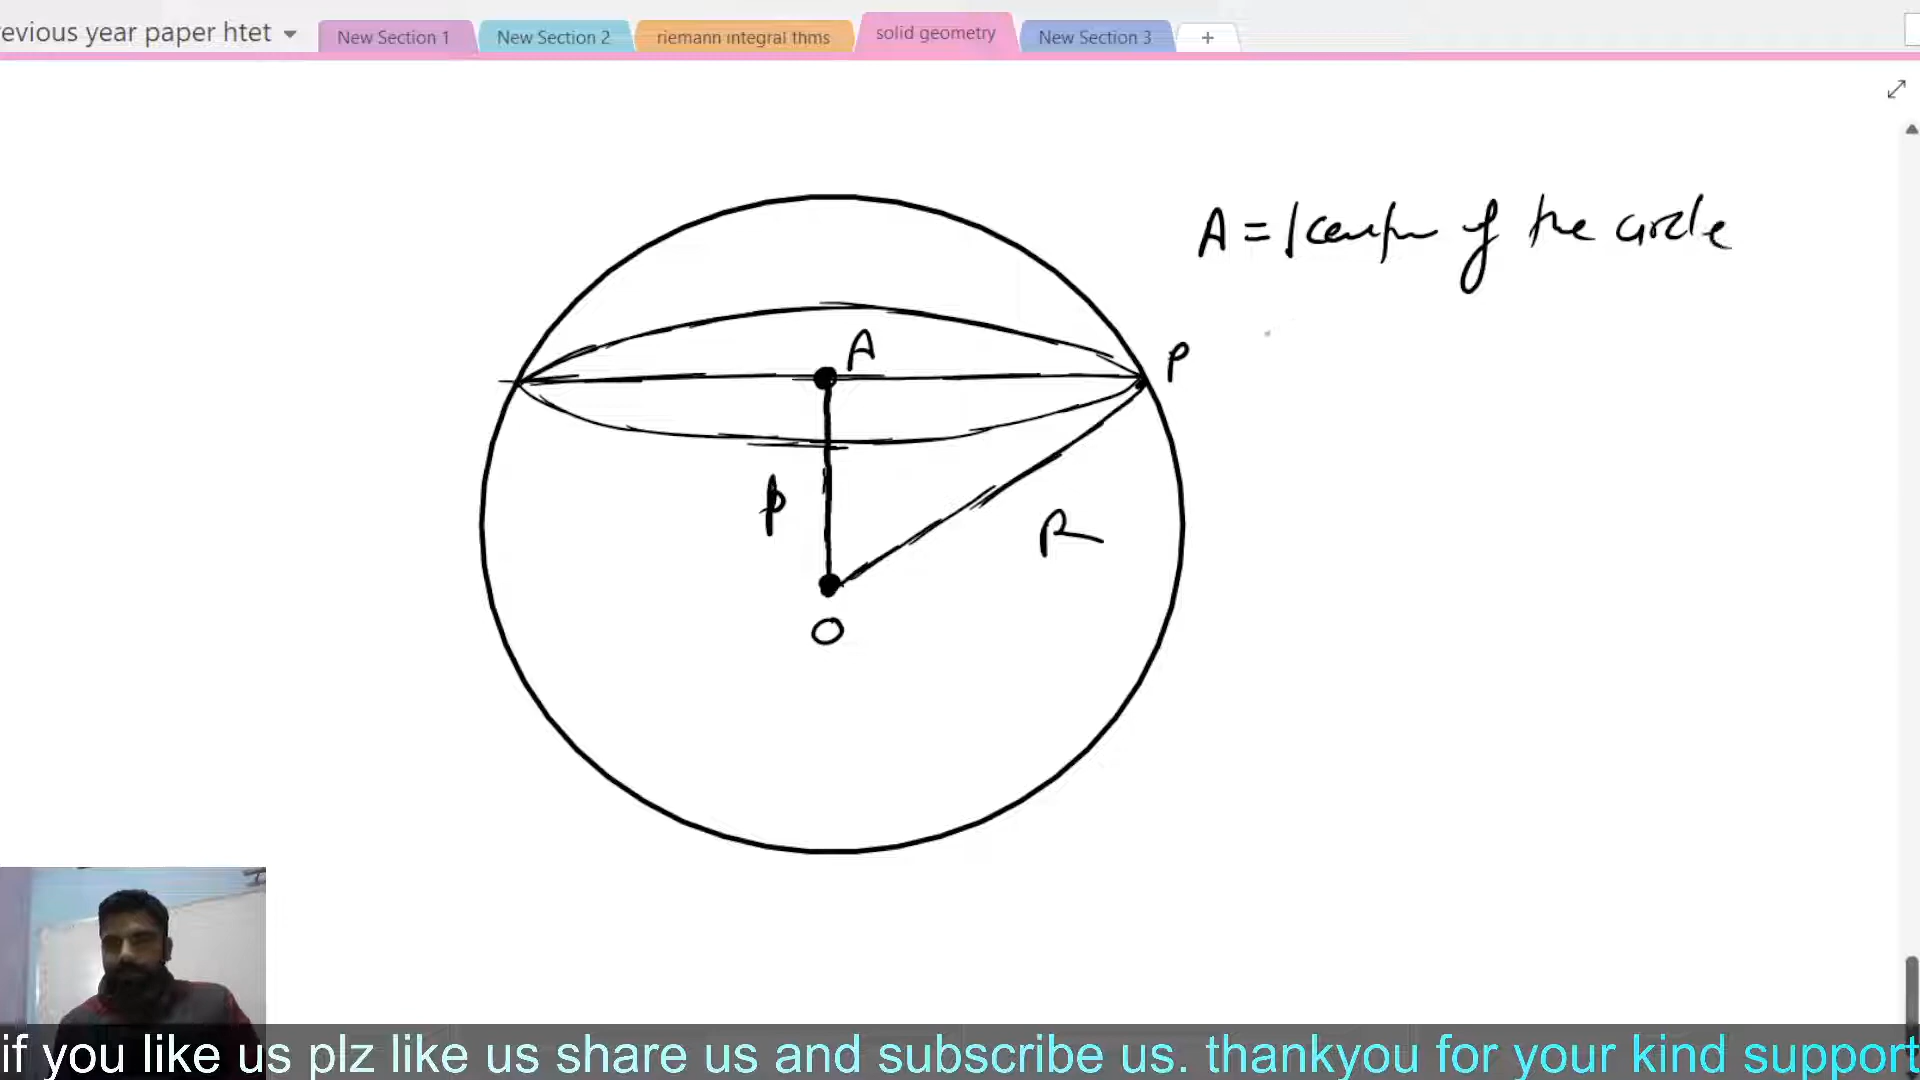 evious year paper htet
New Section 1
New Section 2
riemann integral thms
solid geometry
New Section 3
+
A = center of the circle
A
P
p
R
O
if you like us plz like us share us and subscribe us. thankyou for your kind support